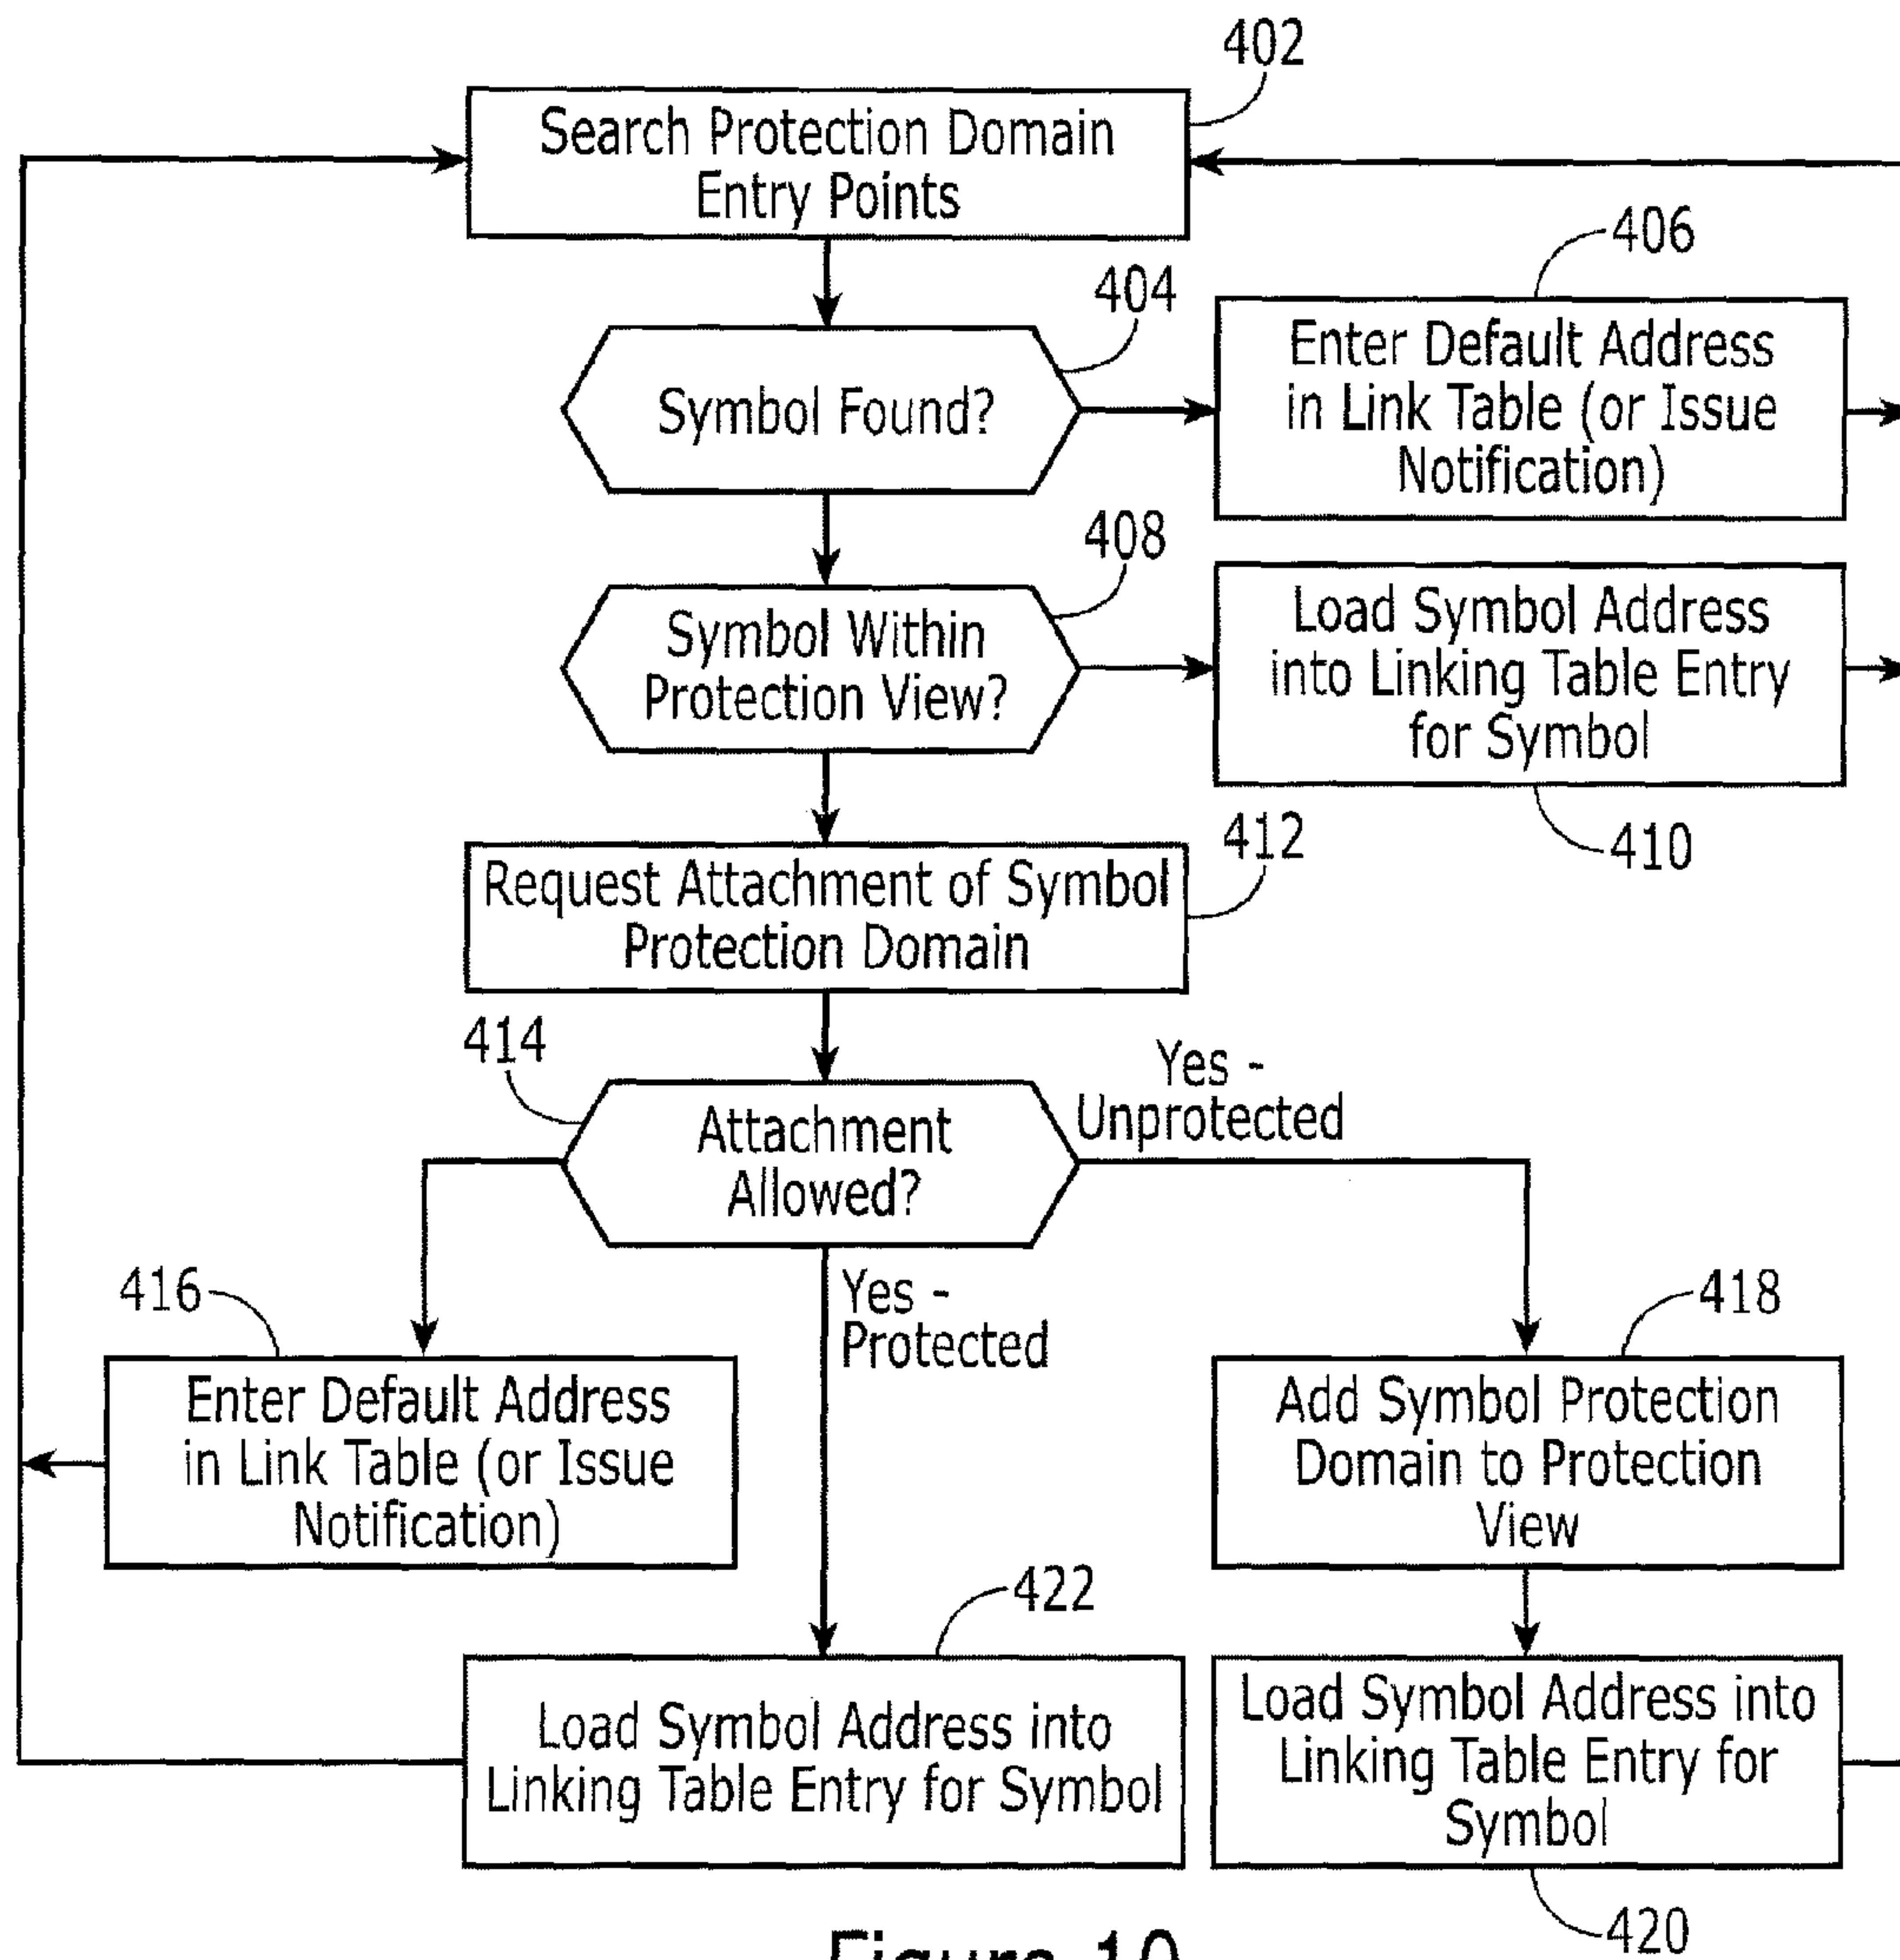 402
Search Protection Domain
Entry Points
404
Symbol Found?
406
Enter Default Address
in Link Table (or Issue
Notification)
408
Symbol Within
Protection View?
Load Symbol Address
into Linking Table Entry
for Symbol
410
412
Request Attachment of Symbol
Protection Domain
414
Attachment
Allowed?
Yes -
Unprotected
Yes -
Protected
416
Enter Default Address
in Link Table (or Issue
Notification)
418
Add Symbol Protection
Domain to Protection
View
422
Load Symbol Address into
Linking Table Entry for Symbol
Load Symbol Address into
Linking Table Entry for
Symbol
420
Figure 10